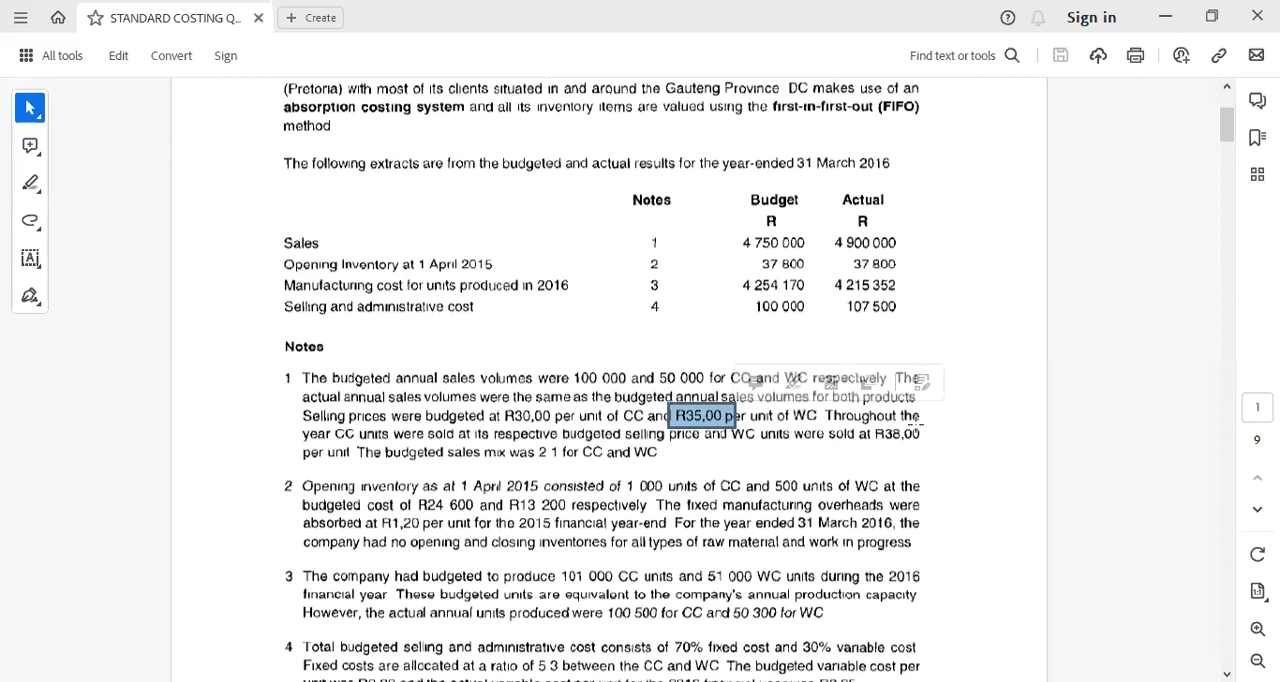 STANDARD COSTING Q...
Create
Sign in
All tools
Edit
Convert
Sign
Find text or tools
(Pretoria) with most of its clients situated in and around the Gauteng Province DC makes use of an
absorption costing system and all its inventory items are valued using the first-in-first-out (FIFO)
method
The following extracts are from the budgeted and actual results for the year-ended 31 March 2016
Notes Budget Actual
R R
Sales 1 4 750 000 4 900 000
Opening Inventory at 1 April 2015 2 37 800 37 800
Manufacturing cost for units produced in 2016 3 4 254 170 4 215 352
Selling and administrative cost 4 100 000 107 500
Notes
1 The budgeted annual sales volumes were 100 000 and 50 000 for CC and WC respectively The
actual annual sales volumes were the same as the budgeted annual sales volumes for both products
Selling prices were budgeted at R30,00 per unit of CC and R35,00 per unit of WC Throughout the
year CC units were sold at its respective budgeted selling price and WC units were sold at R38,00
per unit The budgeted sales mix was 2 1 for CC and WC
2 Opening inventory as at 1 April 2015 consisted of 1 000 units of CC and 500 units of WC at the
budgeted cost of R24 600 and R13 200 respectively The fixed manufacturing overheads were
absorbed at R1,20 per unit for the 2015 financial year-end For the year ended 31 March 2016, the
company had no opening and closing inventories for all types of raw material and work in progress
3 The company had budgeted to produce 101 000 CC units and 51 000 WC units during the 2016
financial year These budgeted units are equivalent to the company's annual production capacity
However, the actual annual units produced were 100 500 for CC and 50 300 for WC
4 Total budgeted selling and administrative cost consists of 70% fixed cost and 30% variable cost
Fixed costs are allocated at a ratio of 5 3 between the CC and WC The budgeted variable cost per
1
9